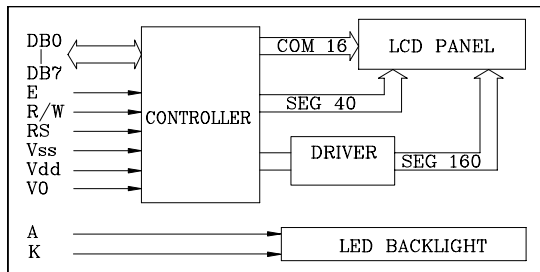 DB0
|
DB7
E
R/W
RS
Vss
Vdd
V0
A
K
CONTROLLER
COM 16
SEG 40
DRIVER
SEG 160
LCD PANEL
LED BACKLIGHT